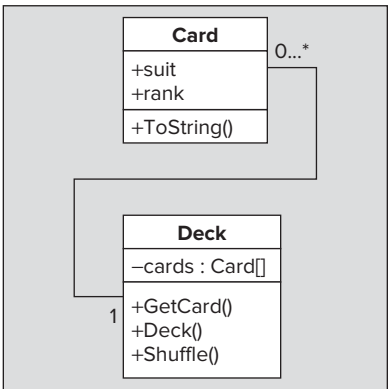 Card
0...*
+suit
+rank
+ToString()
Deck
–cards : Card[]
1
+GetCard()
+Deck()
+Shuffle()